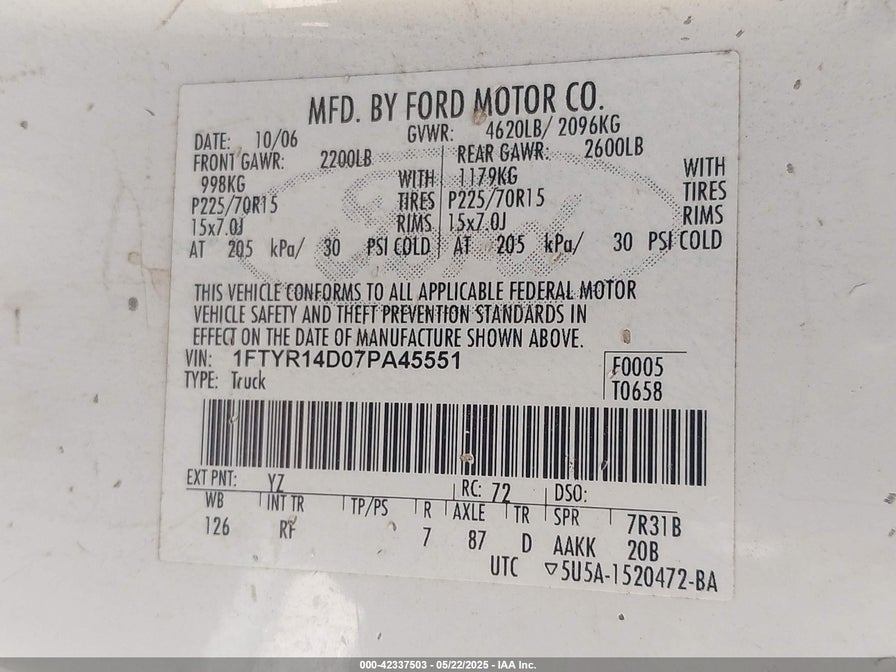 MFD. BY FORD MOTOR CO.
DATE: 10/06 GVWR: 4620LB/ 2096KG
FRONT GAWR: 2200LB REAR GAWR: 2600LB
998KG WITH 1179KG WITH
P225/70R15 TIRES P225/70R15 TIRES
15x7.0J RIMS 15x7.0J RIMS
AT 205 kPa/ 30 PSI COLD AT 205 kPa/ 30 PSI COLD
THIS VEHICLE CONFORMS TO ALL APPLICABLE FEDERAL MOTOR
VEHICLE SAFETY AND THEFT PREVENTION STANDARDS IN
EFFECT ON THE DATE OF MANUFACTURE SHOWN ABOVE.
VIN: 1FTYR14D07PA45551 F0005
TYPE: Truck T0658
EXT PNT: YZ RC: 72 DSO:
WB INT TR TP/PS R AXLE TR SPR 7R31B
126 RF 7 87 D AAKK 20B
UTC ▽5U5A-1520472-BA
000-42337503 - 05/22/2025 - IAA Inc.